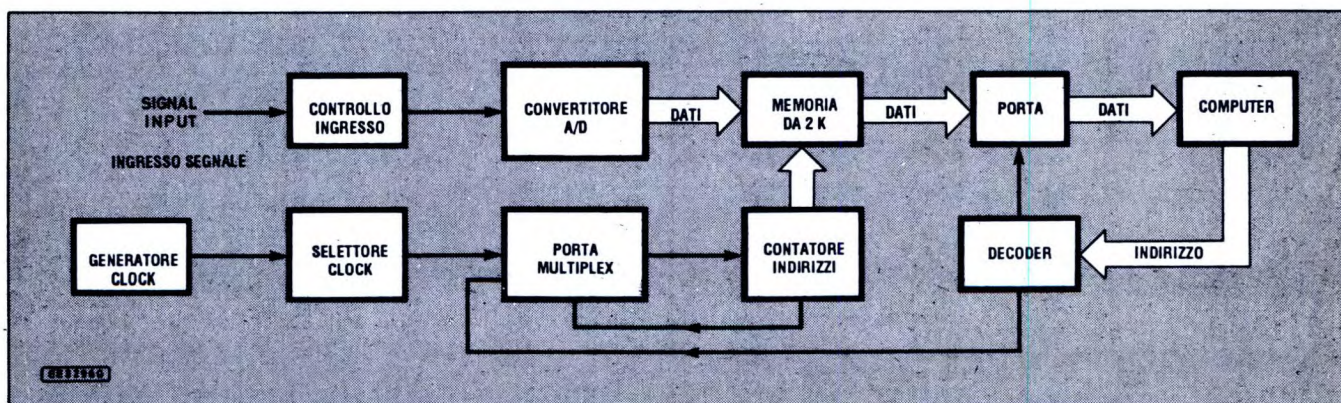 SIGNAL
INPUT
INGRESSO SEGNALE
CONTROLLO
INGRESSO
CONVERTITORE
A/D
DATI
MEMORIA
DA 2 K
DATI
PORTA
DATI
COMPUTER
GENERATORE
CLOCK
SELETTORE
CLOCK
PORTA
MULTIPLEX
CONTATORE
INDIRIZZI
DECODER
INDIRIZZO